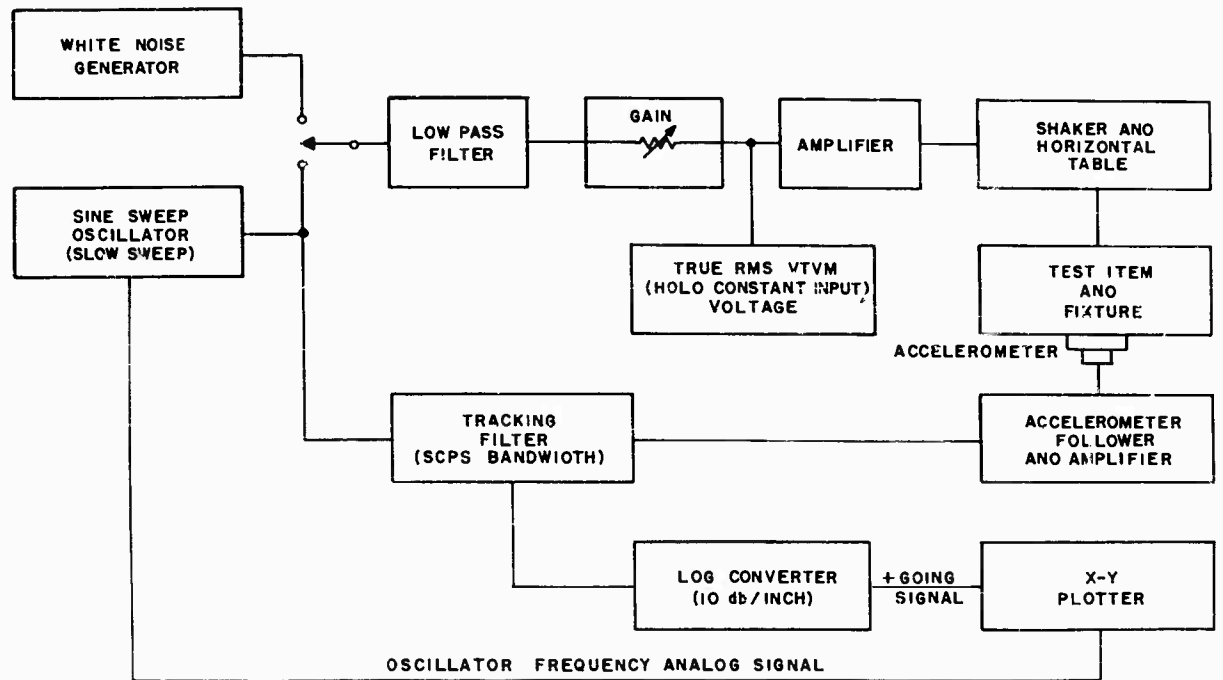 WHITE NOISE
GENERATOR
LOW PASS
FILTER
GAIN
AMPLIFIER
SHAKER AND
HORIZONTAL
TABLE
SINE SWEEP
OSCILLATOR
(SLOW SWEEP)
TRUE RMS VTVM
(HOLO CONSTANT INPUT)
VOLTAGE
TEST ITEM
AND
FIXTURE
ACCELEROMETER
TRACKING
FILTER
(SCPS BANDWIOTH)
ACCELEROMETER
FOLLOWER
ANO AMPLIFIER
LOG CONVERTER
(10 db/INCH)
+GOING
SIGNAL
X-Y
PLOTTER
OSCILLATOR FREQUENCY ANALOG SIGNAL